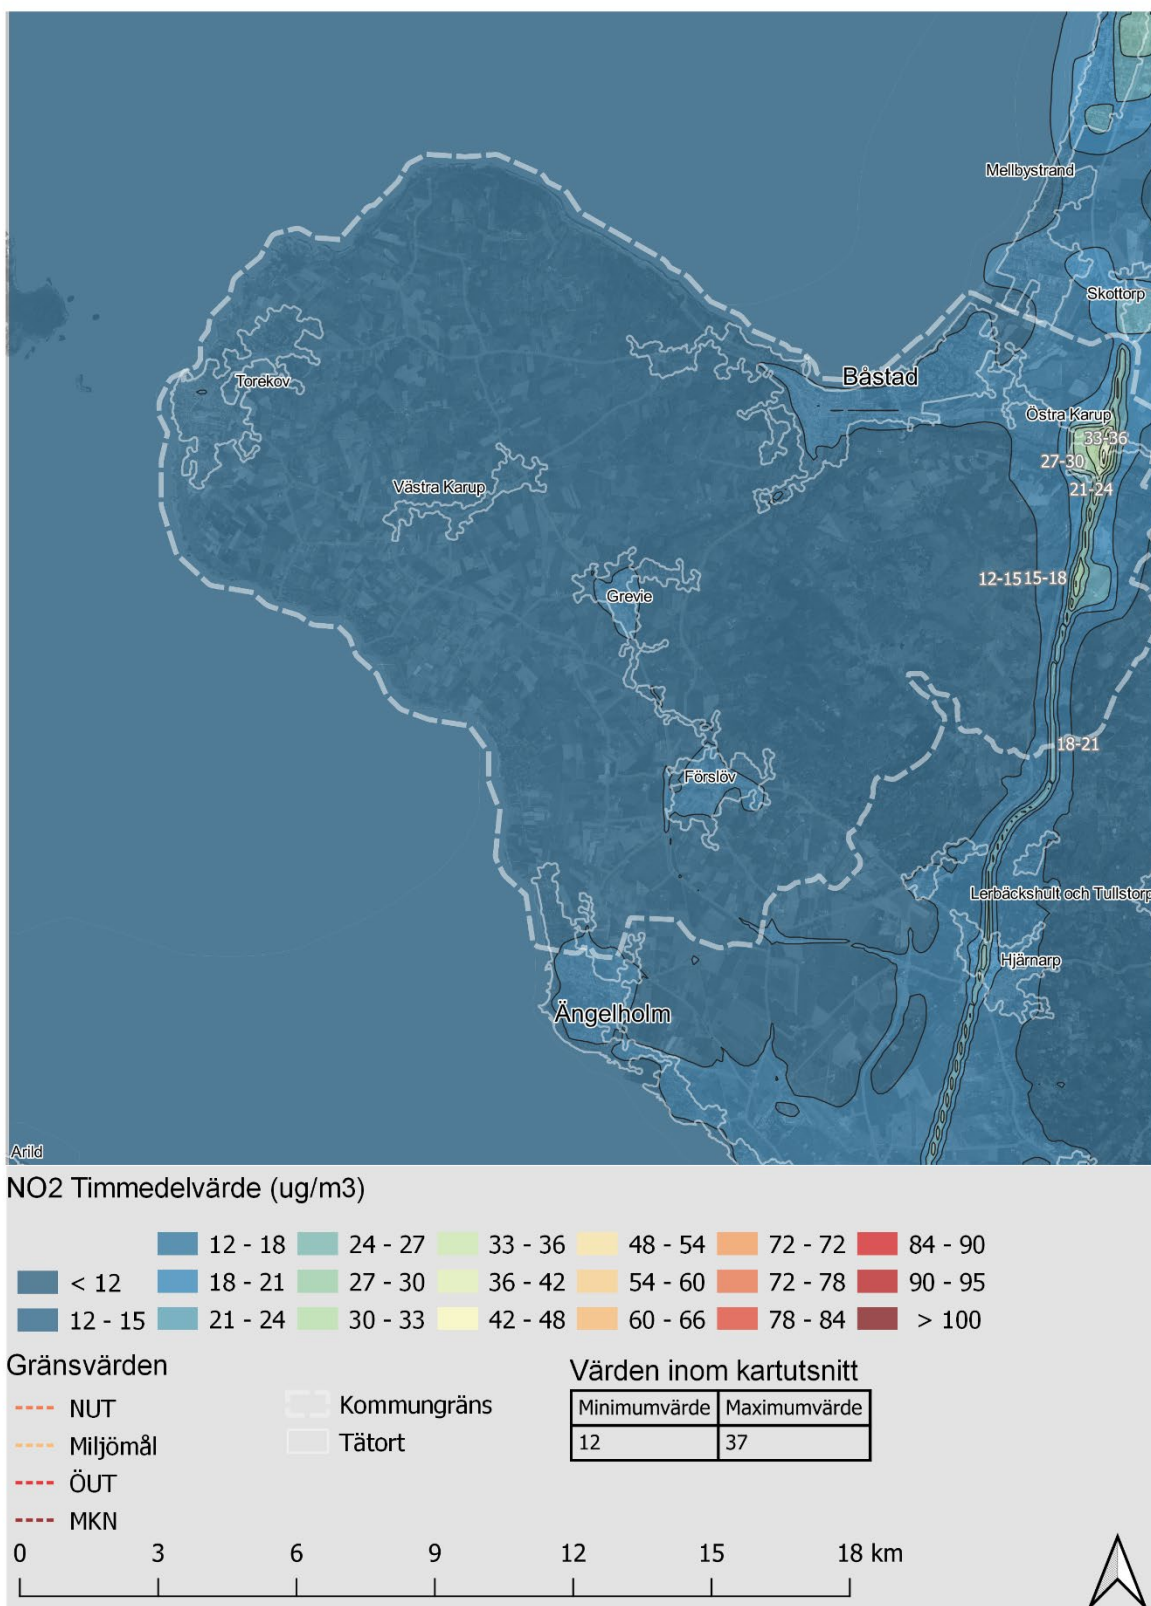 Mellbystrand
Skottorp
Båstad
Torekov
Östra Karup
33-36
27-30
Västra Karup
21-24
12-15 15-18
Grevie
18-21
Förslöv
Lerbäckshult och Tullstorp
Hjärnarp
Ängelholm
Arild
NO2 Timmedelvärde (ug/m3)
12 - 18 24 - 27 33 - 36 48 - 54 72 - 72 84 - 90
< 12 18 - 21 27 - 30 36 - 42 54 - 60 72 - 78 90 - 95
12 - 15 21 - 24 30 - 33 42 - 48 60 - 66 78 - 84 > 100
Gränsvärden
NUT
Miljömål
ÖUT
MKN
Kommungräns
Tätort
Värden inom kartutsnitt
Minimumvärde Maximumvärde
12 37
0 3 6 9 12 15 18 km